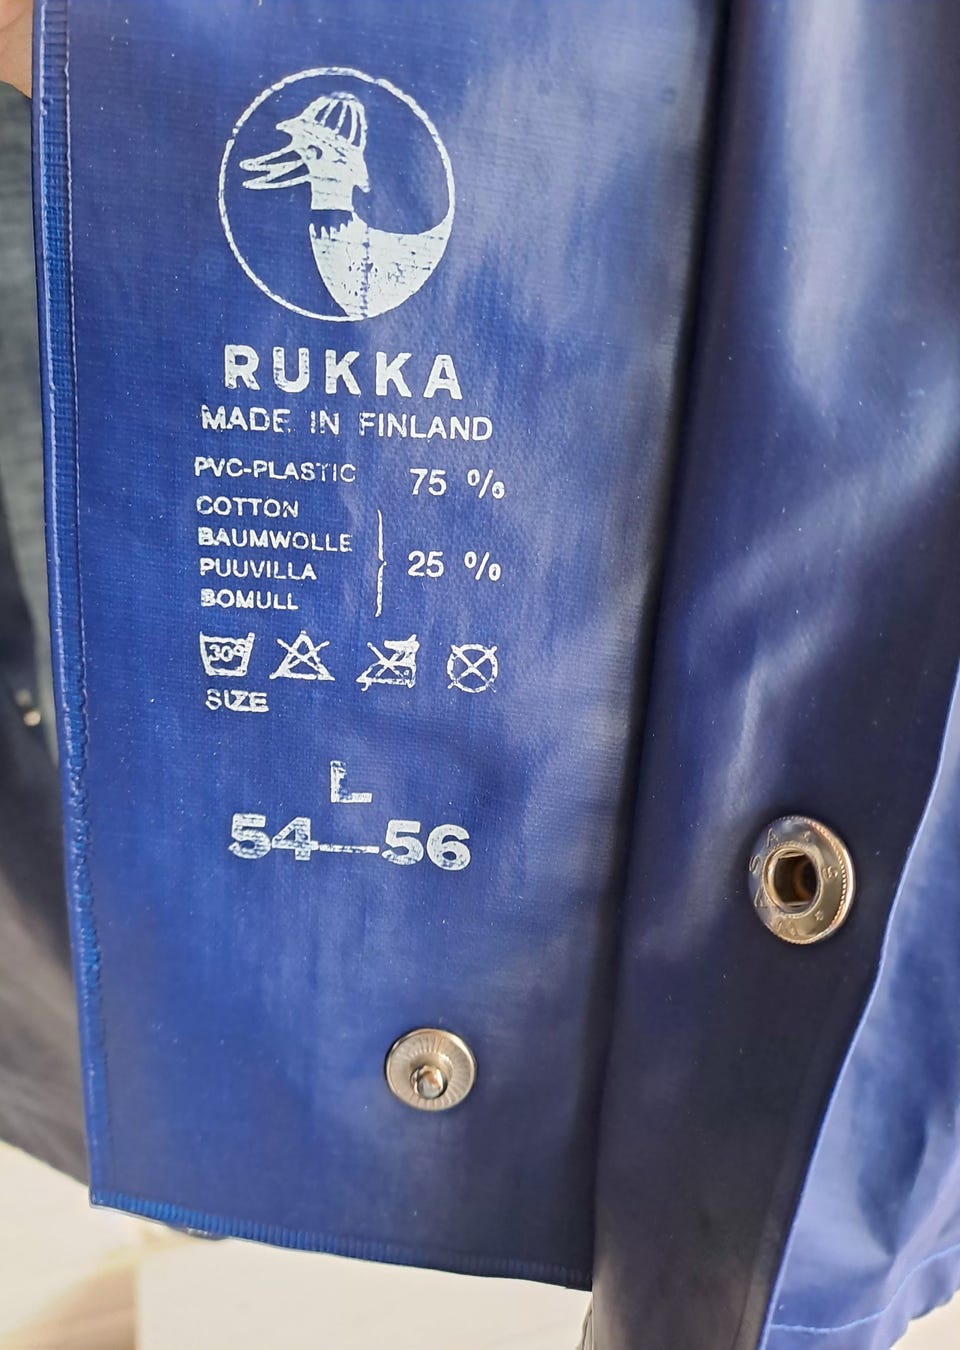 RUKKA
MADE IN FINLAND
PVC-PLASTIC 75 %
COTTON
BAUMWOLLE
PUUVILLA 25 %
BOMULL
30°
SIZE
L
54—56